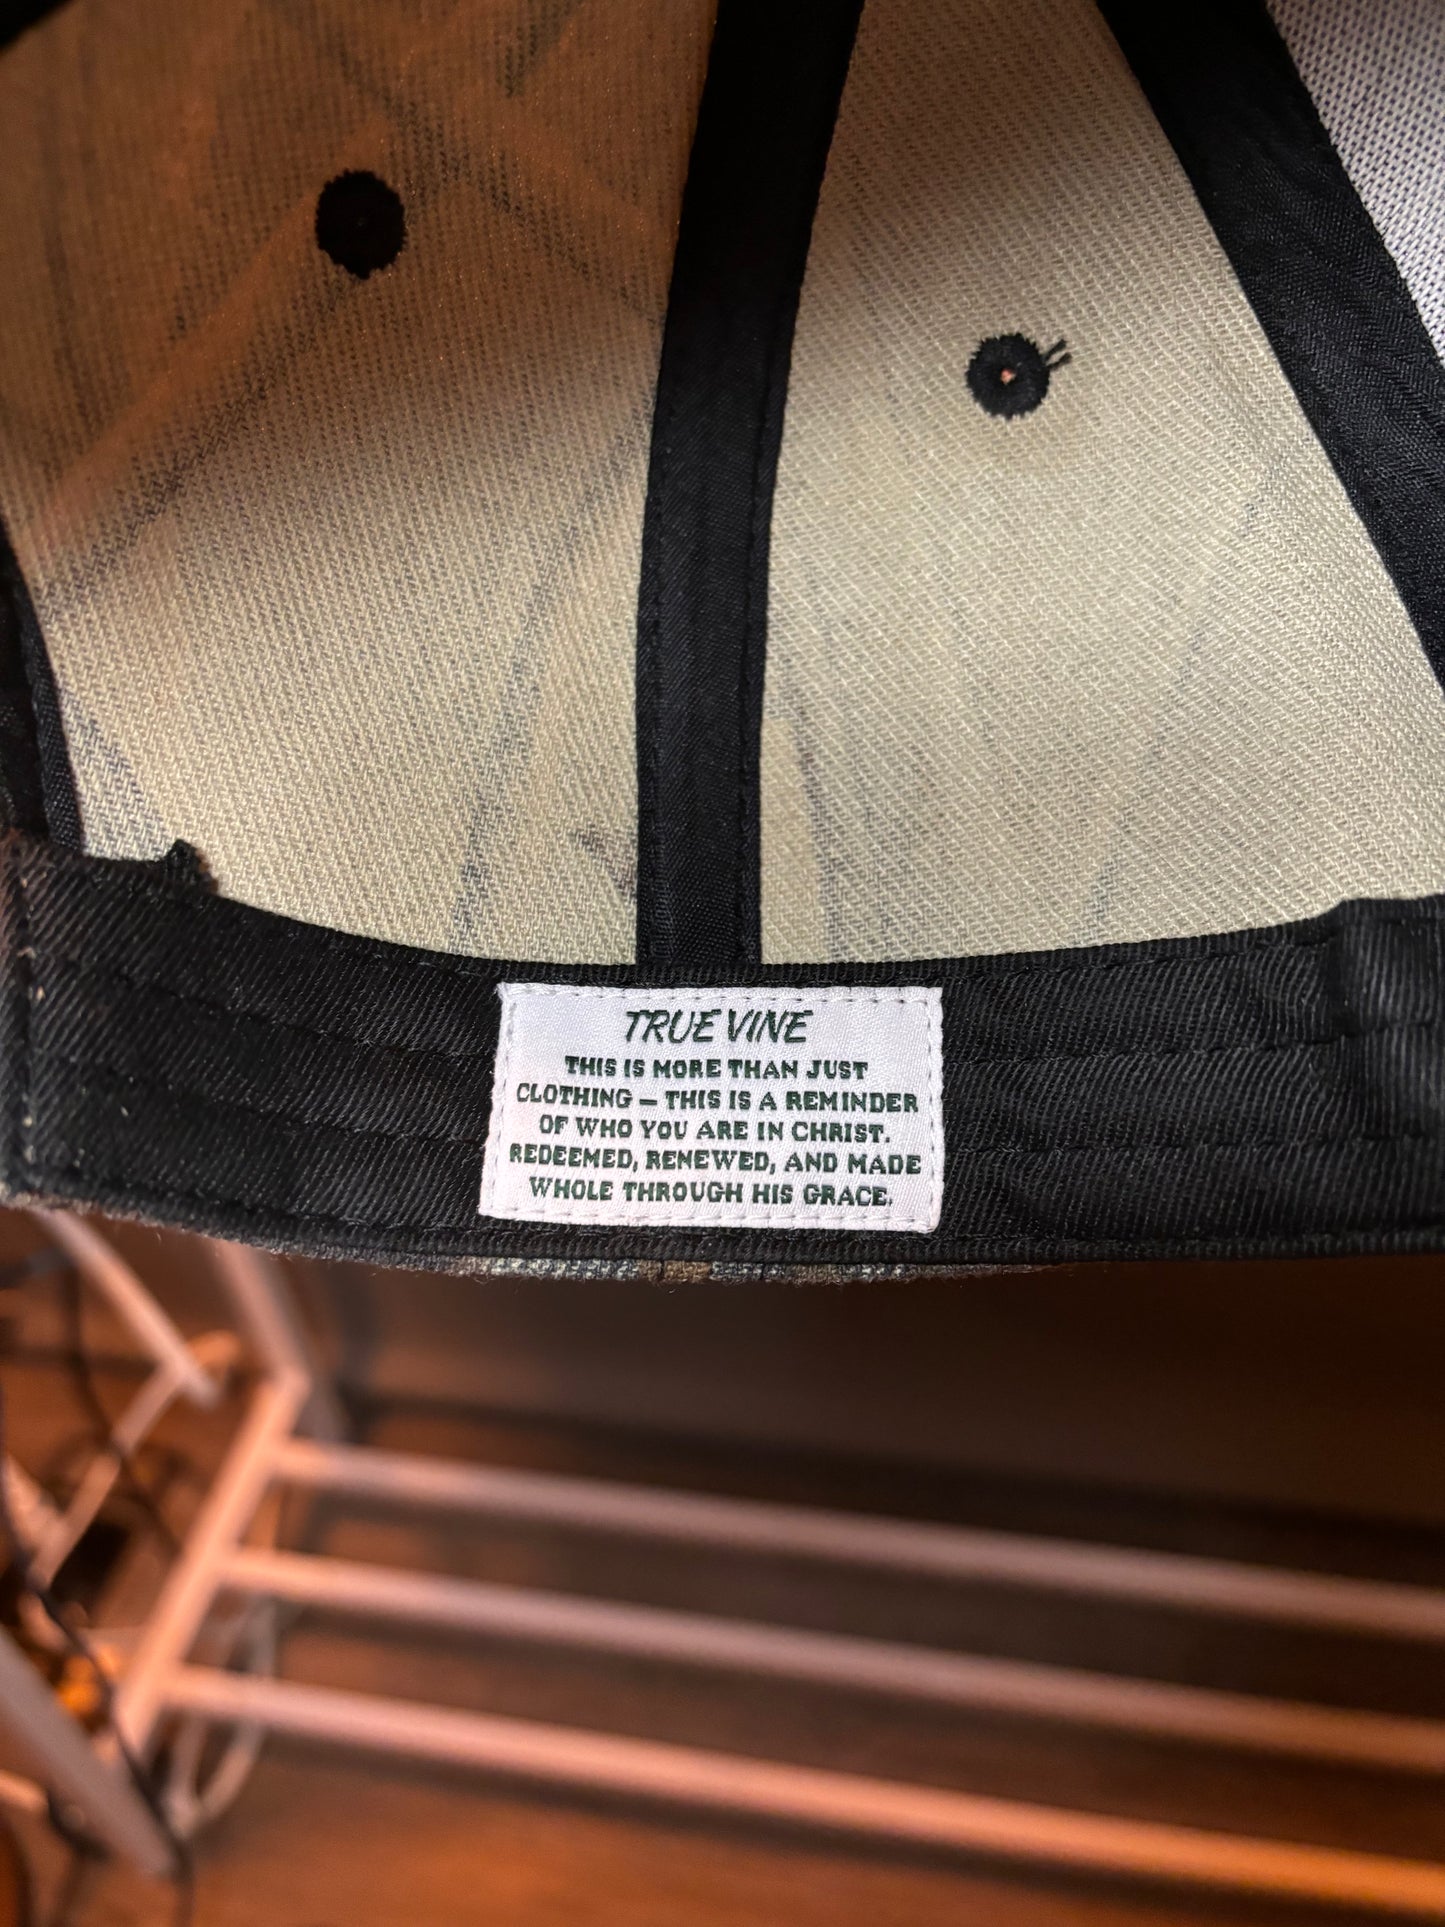 TRUE VINE
THIS IS MORE THAN JUST
CLOTHING – THIS IS A REMINDER
OF WHO YOU ARE IN CHRIST.
REDEEMED, RENEWED, AND MADE
WHOLE THROUGH HIS GRACE.